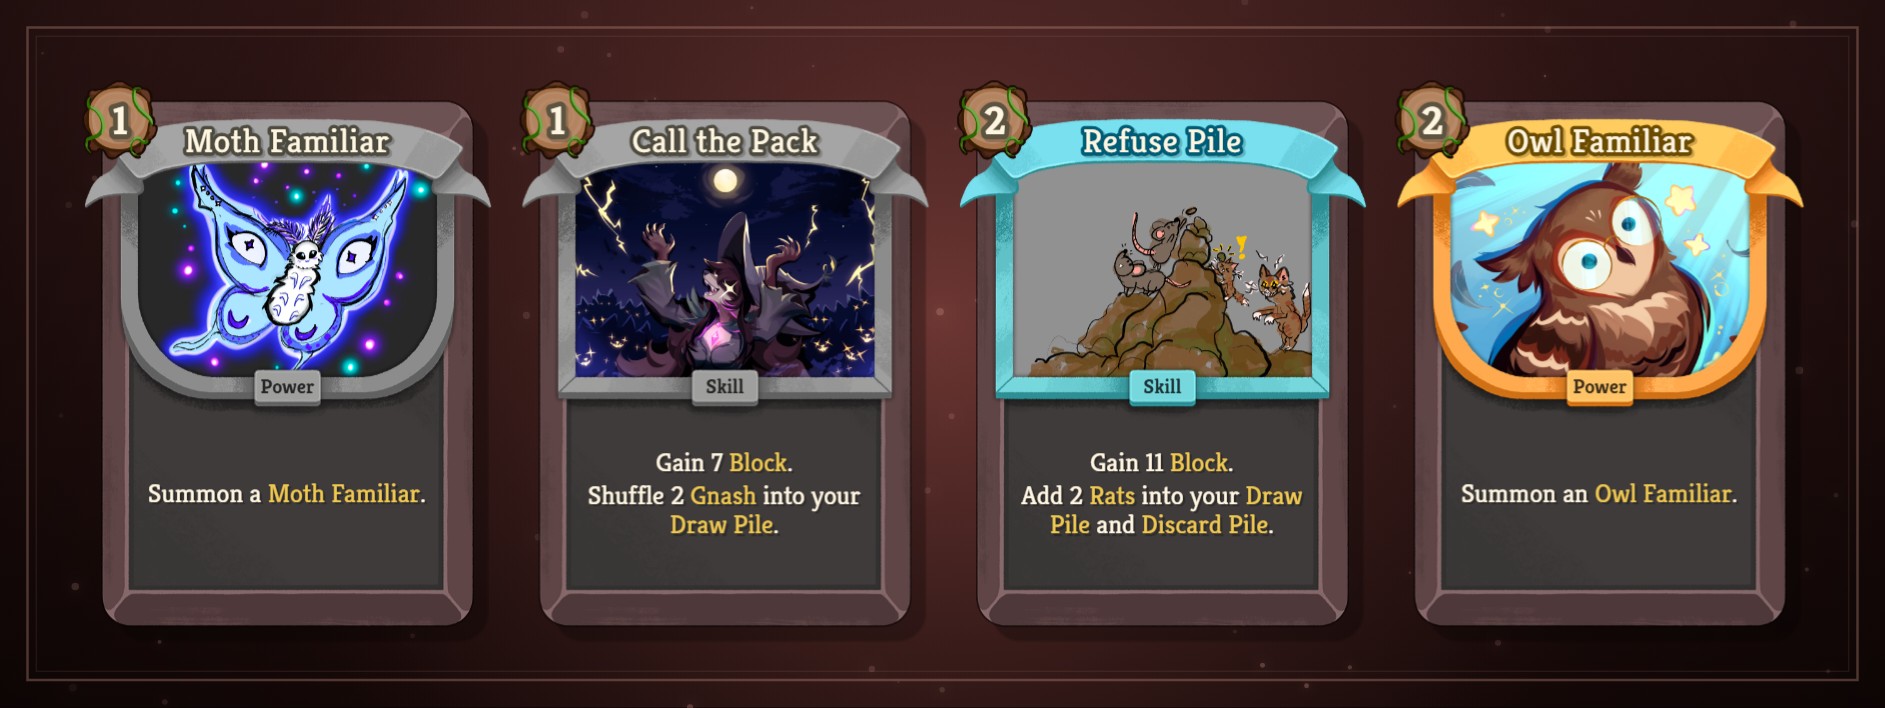 1
Moth Familiar
Power
Summon a Moth Familiar.
1
Call the Pack
Skill
Gain 7 Block.
Shuffle 2 Gnash into your
Draw Pile.
2
Refuse Pile
Skill
Gain 11 Block.
Add 2 Rats into your Draw
Pile and Discard Pile.
2
Owl Familiar
Power
Summon an Owl Familiar.